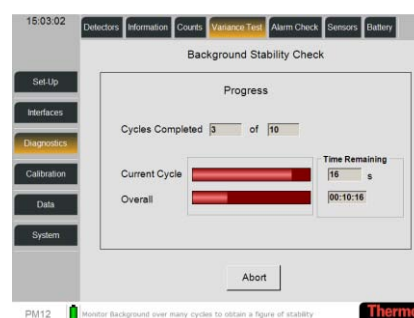 15:03:02
Detectors Information Counts Variance Test Alarm Check Sensors Battery
Background Stability Check
Set-Up
Interfaces
Diagnostics
Calibration
Data
System
Progress
Cycles Completed 3 of 10
Time Remaining
Current Cycle 16 s
Overall 00:10:16
Abort
PM12 Monitor Background over many cycles to obtain a figure of stability
Thermo